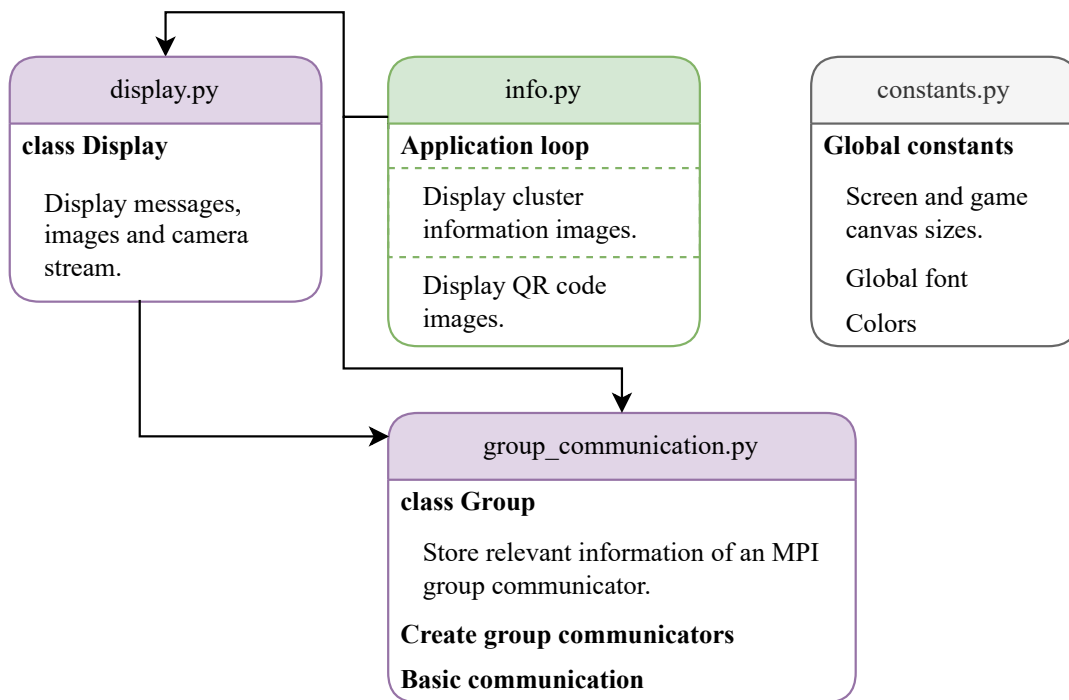 display.py
class Display
Display messages,
images and camera
stream.
info.py
Application loop
Display cluster
information images.
Display QR code
images.
constants.py
Global constants
Screen and game
canvas sizes.
Global font
Colors
group_communication.py
class Group
Store relevant information of an MPI
group communicator.
Create group communicators
Basic communication